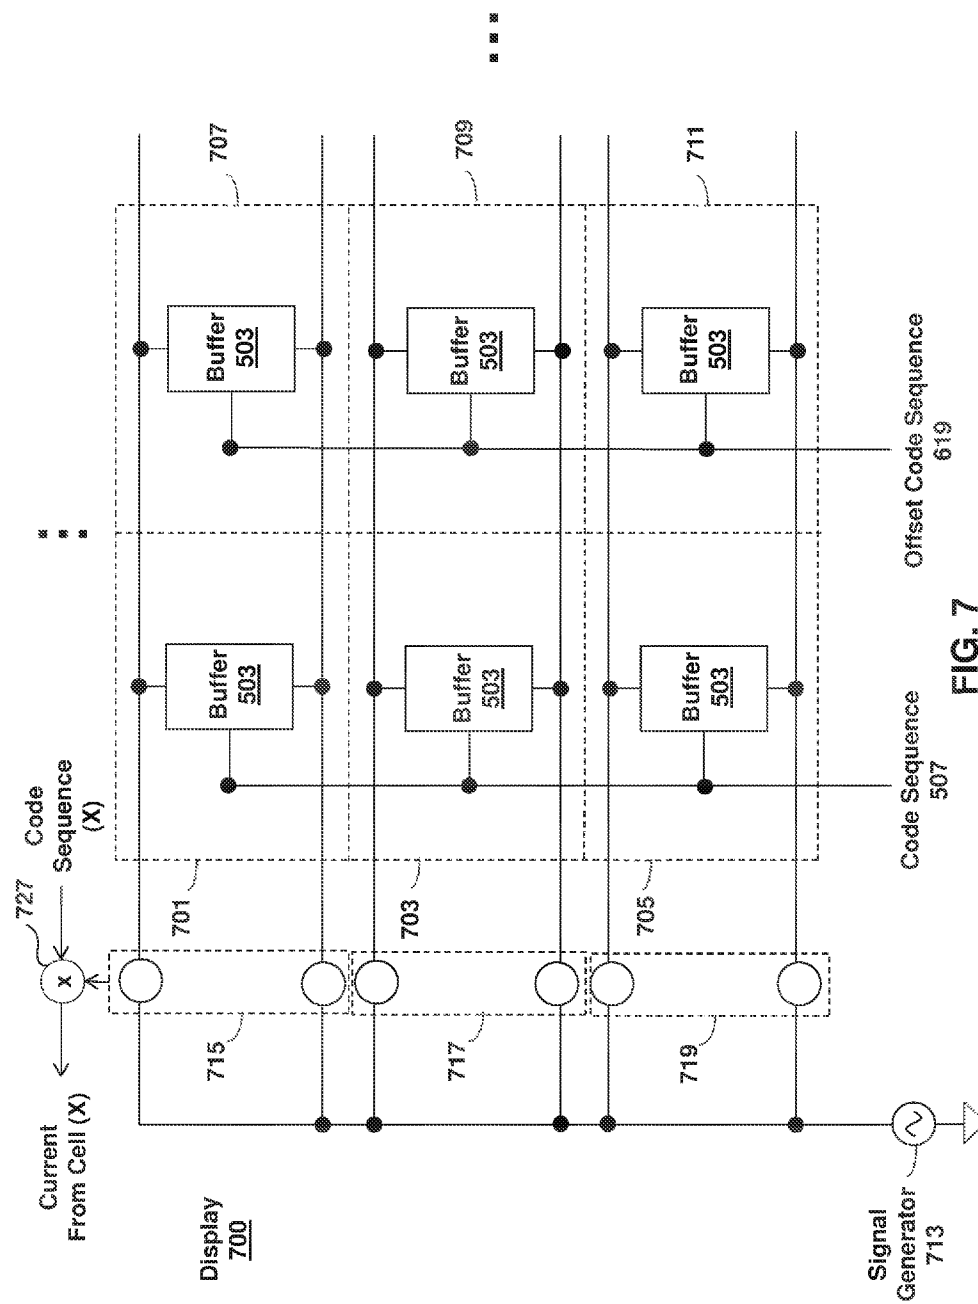 Current
From Cell (X)
727
x
Code
Sequence
(X)
Display
700
715
701
Buffer
503
Buffer
503
707
717
703
Buffer
503
Buffer
503
709
719
705
Buffer
503
Buffer
503
711
Signal
Generator
713
Code Sequence
507
Offset Code Sequence
619
FIG. 7